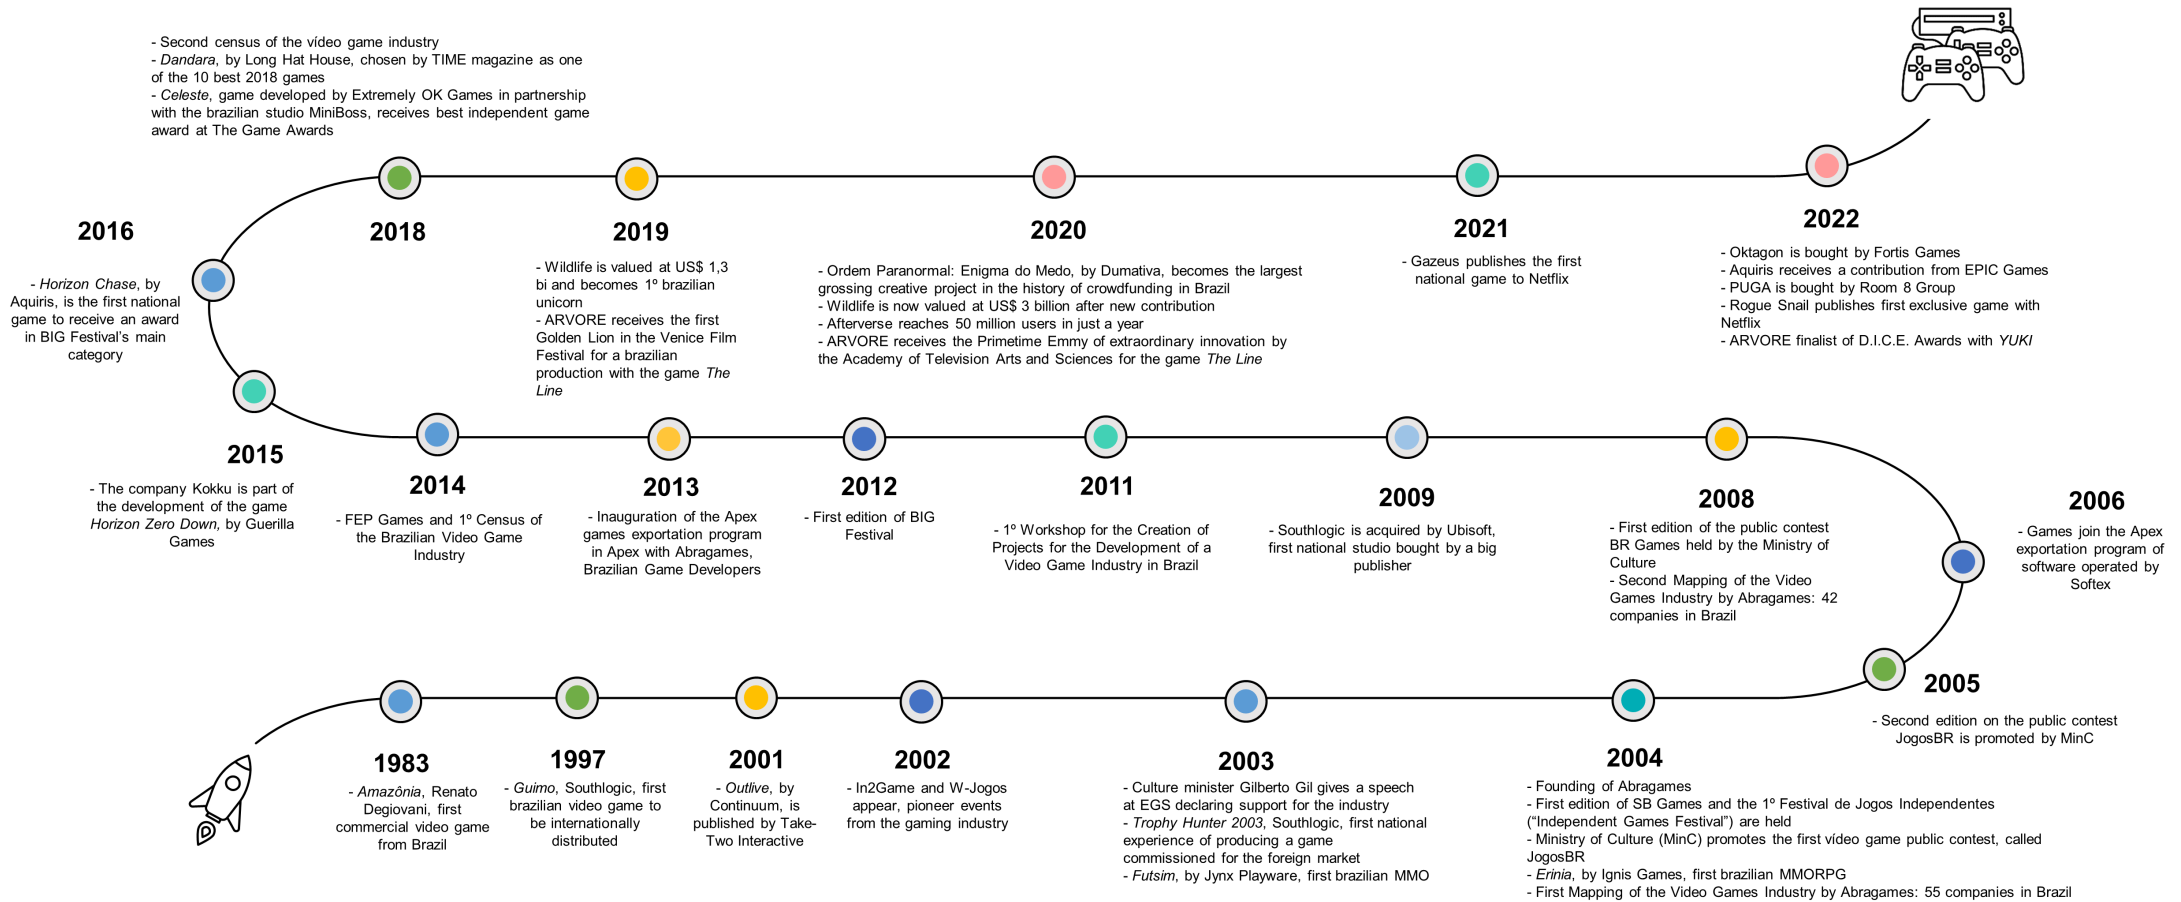 - Second census of the vídeo game industry
- Dandara, by Long Hat House, chosen by TIME magazine as one
of the 10 best 2018 games
- Celeste, game developed by Extremely OK Games in partnership
with the brazilian studio MiniBoss, receives best independent game
award at The Game Awards
2018
2016
- Horizon Chase, by
Aquiris, is the first national
game to receive an award
in BIG Festival's main
category
2019
- Wildlife is valued at US$ 1,3
bi and becomes 1º brazilian
unicorn
- ARVORE receives the first
Golden Lion in the Venice Film
Festival for a brazilian
production with the game The
Line
2020
- Ordem Paranormal: Enigma do Medo, by Dumativa, becomes the largest
grossing creative project in the history of crowdfunding in Brazil
- Wildlife is now valued at US$ 3 billion after new contribution
- Afterverse reaches 50 million users in just a year
- ARVORE receives the Primetime Emmy of extraordinary innovation by
the Academy of Television Arts and Sciences for the game The Line
2021
- Gazeus publishes the first
national game to Netflix
2022
- Oktagon is bought by Fortis Games
- Aquiris receives a contribution from EPIC Games
- PUGA is bought by Room 8 Group
- Rogue Snail publishes first exclusive game with
Netflix
- ARVORE finalist of D.I.C.E. Awards with YUKI
2015
- The company Kokku is part of
the development of the game
Horizon Zero Down, by Guerilla
Games
2014
- FEP Games and 1º Census of
the Brazilian Video Game
Industry
2013
- Inauguration of the Apex
games exportation program
in Apex with Abragames,
Brazilian Game Developers
2012
- First edition of BIG
Festival
2011
- 1º Workshop for the Creation of
Projects for the Development of a
Video Game Industry in Brazil
2009
- Southlogic is acquired by Ubisoft,
first national studio bought by a big
publisher
2008
- First edition of the public contest
BR Games held by the Ministry of
Culture
- Second Mapping of the Video
Games Industry by Abragames: 42
companies in Brazil
2006
- Games join the Apex
exportation program of
software operated by
Softex
2005
- Second edition on the public contest
JogosBR is promoted by MinC
1983
- Amazônia, Renato
Degiovani, first
commercial video game
from Brazil
1997
- Guimo, Southlogic, first
brazilian video game to
be internationally
distributed
2001
- Outlive, by
Continuum, is
published by Take-
Two Interactive
2002
- In2Game and W-Jogos
appear, pioneer events
from the gaming industry
2003
- Culture minister Gilberto Gil gives a speech
at EGS declaring support for the industry
- Trophy Hunter 2003, Southlogic, first national
experience of producing a game
commissioned for the foreign market
- Futsim, by Jynx Playware, first brazilian MMO
2004
- Founding of Abragames
- First edition of SB Games and the 1º Festival de Jogos Independentes
(“Independent Games Festival”) are held
- Ministry of Culture (MinC) promotes the first vídeo game public contest, called
JogosBR
- Erinia, by Ignis Games, first brazilian MMORPG
- First Mapping of the Video Games Industry by Abragames: 55 companies in Brazil